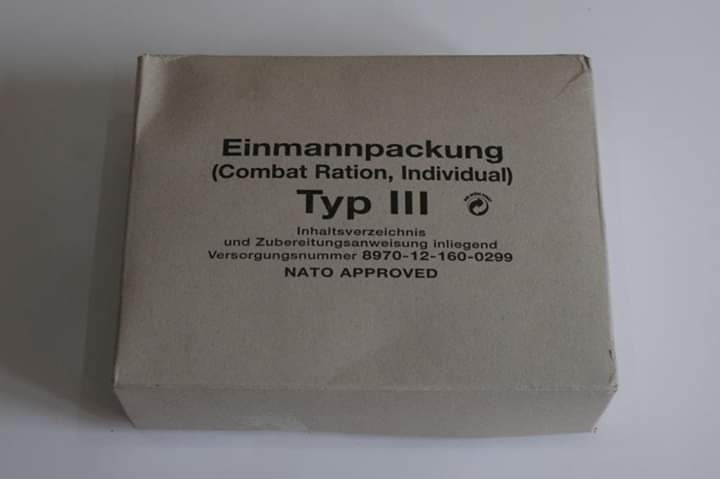 Einmannpackung
(Combat Ration, Individual)
Typ III
Inhaltsverzeichnis
und Zubereitungsanweisung inliegend
Versorgungsnummer 8970-12-160-0299
NATO APPROVED